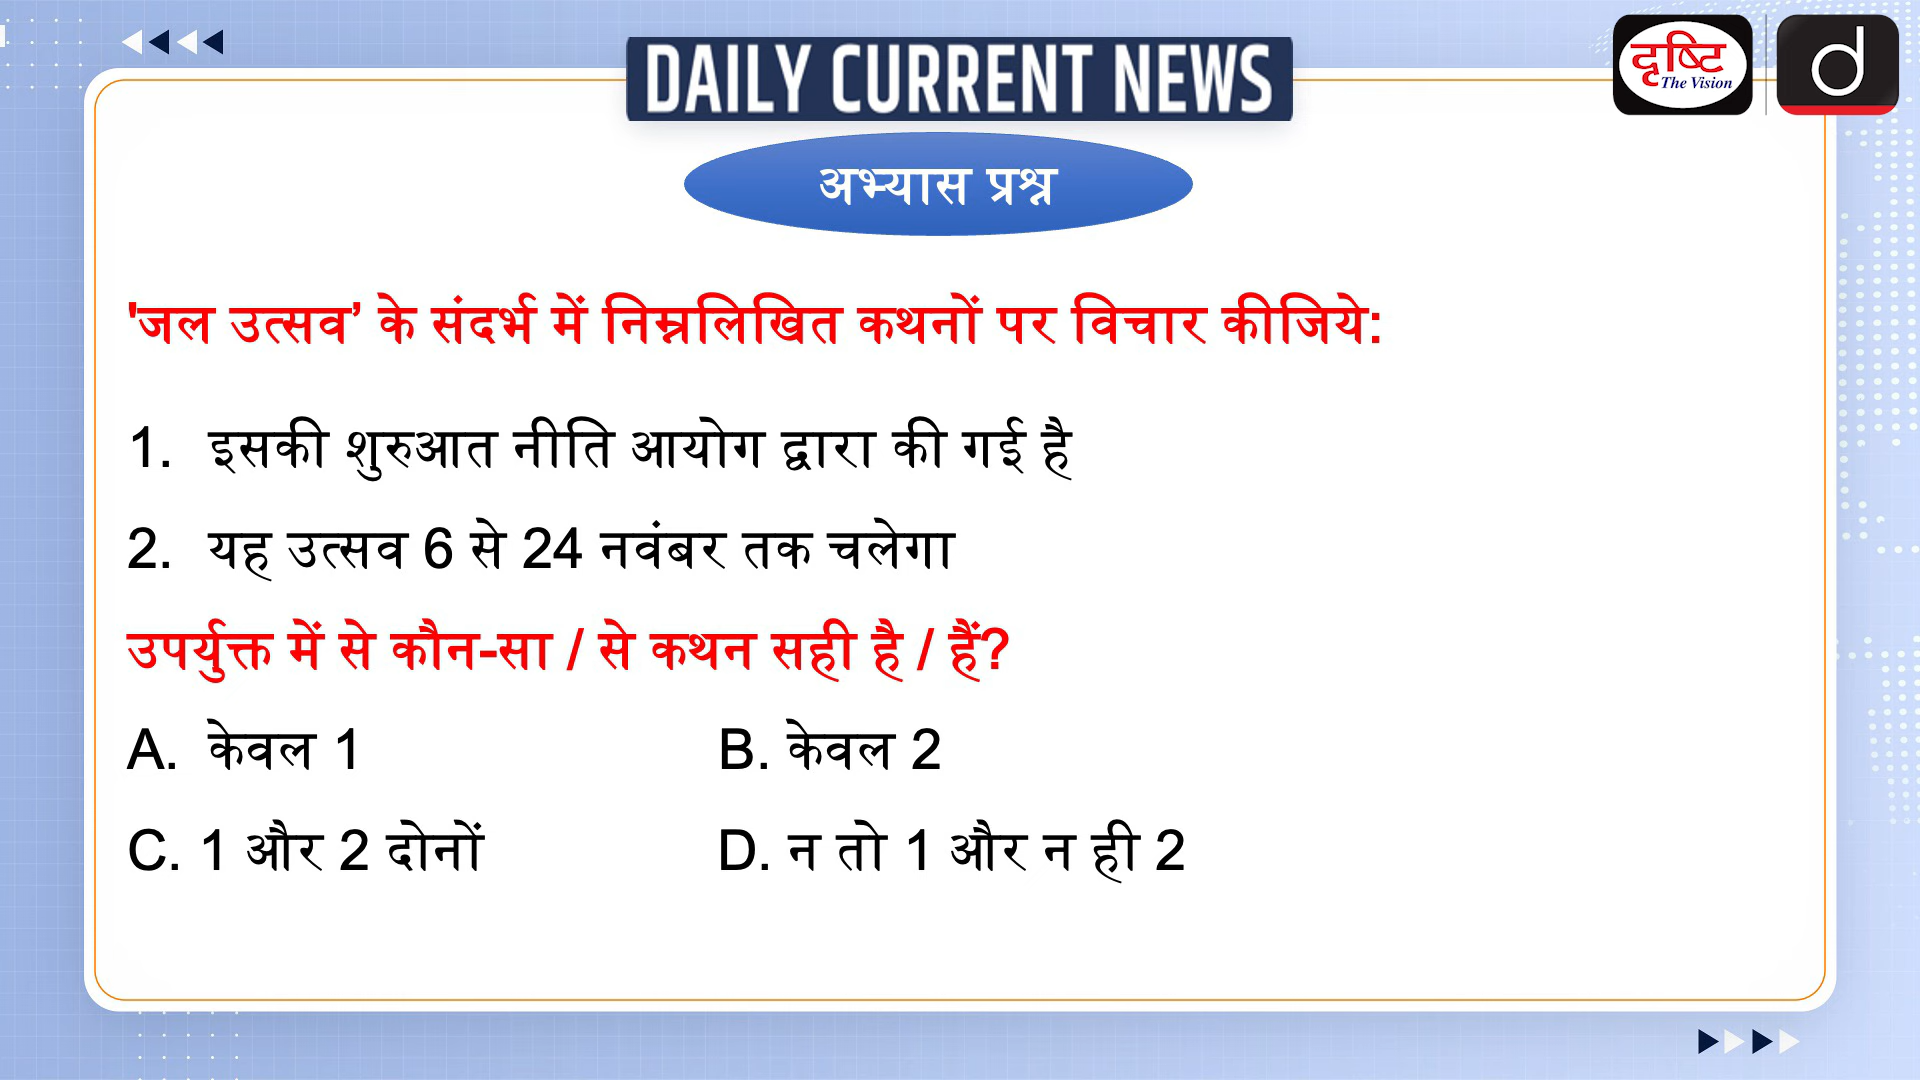 DAILY CURRENT NEWS
दृष्टि
The Vision
d
अभ्यास प्रश्न
'जल उत्सव’ के संदर्भ में निम्नलिखित कथनों पर विचार कीजिये:
1. इसकी शुरुआत नीति आयोग द्वारा की गई है
2. यह उत्सव 6 से 24 नवंबर तक चलेगा
उपर्युक्त में से कौन-सा / से कथन सही है / हैं?
A. केवल 1 B. केवल 2
C. 1 और 2 दोनों D. न तो 1 और न ही 2